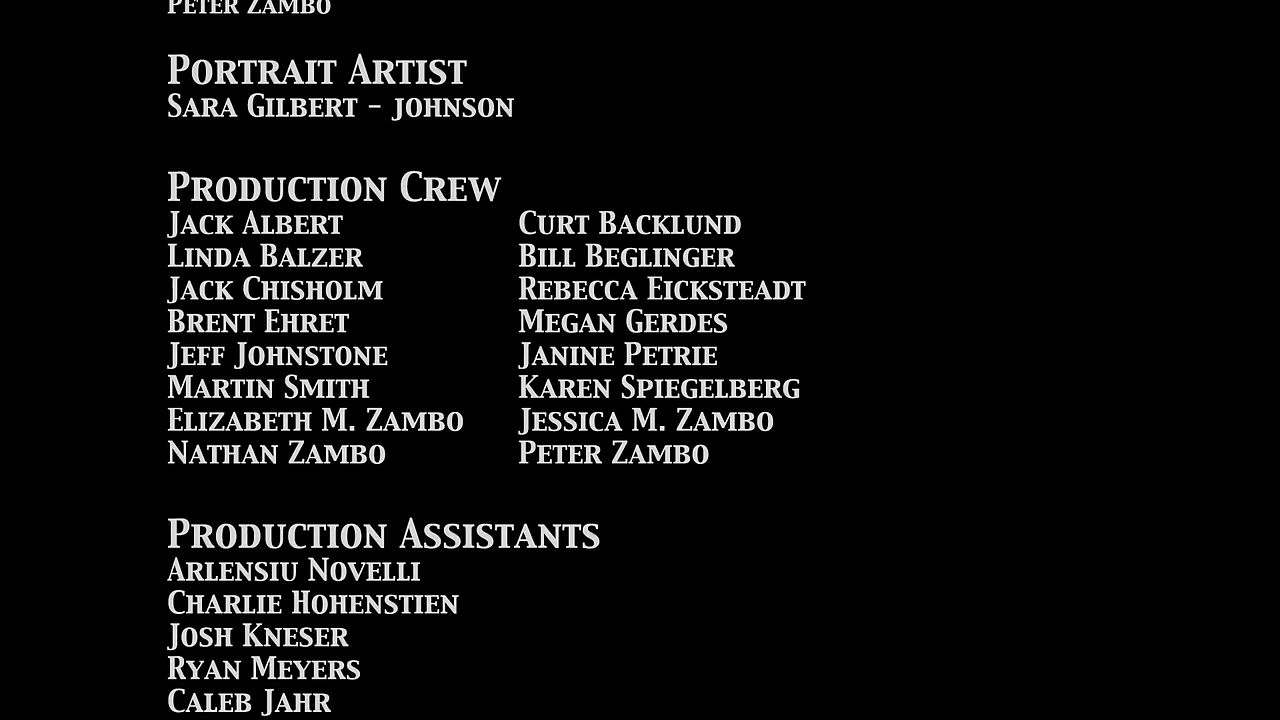 Peter Zambo
Portrait Artist
Sara Gilbert - johnson
Production Crew
Jack Albert Curt Backlund
Linda Balzer Bill Beglinger
Jack Chisholm Rebecca Eicksteadt
Brent Ehret Megan Gerdes
Jeff Johnstone Janine Petrie
Martin Smith Karen Spiegelberg
Elizabeth M. Zambo Jessica M. Zambo
Nathan Zambo Peter Zambo
Production Assistants
Arlensiu Novelli
Charlie Hohenstien
Josh Kneser
Ryan Meyers
Caleb Jahr